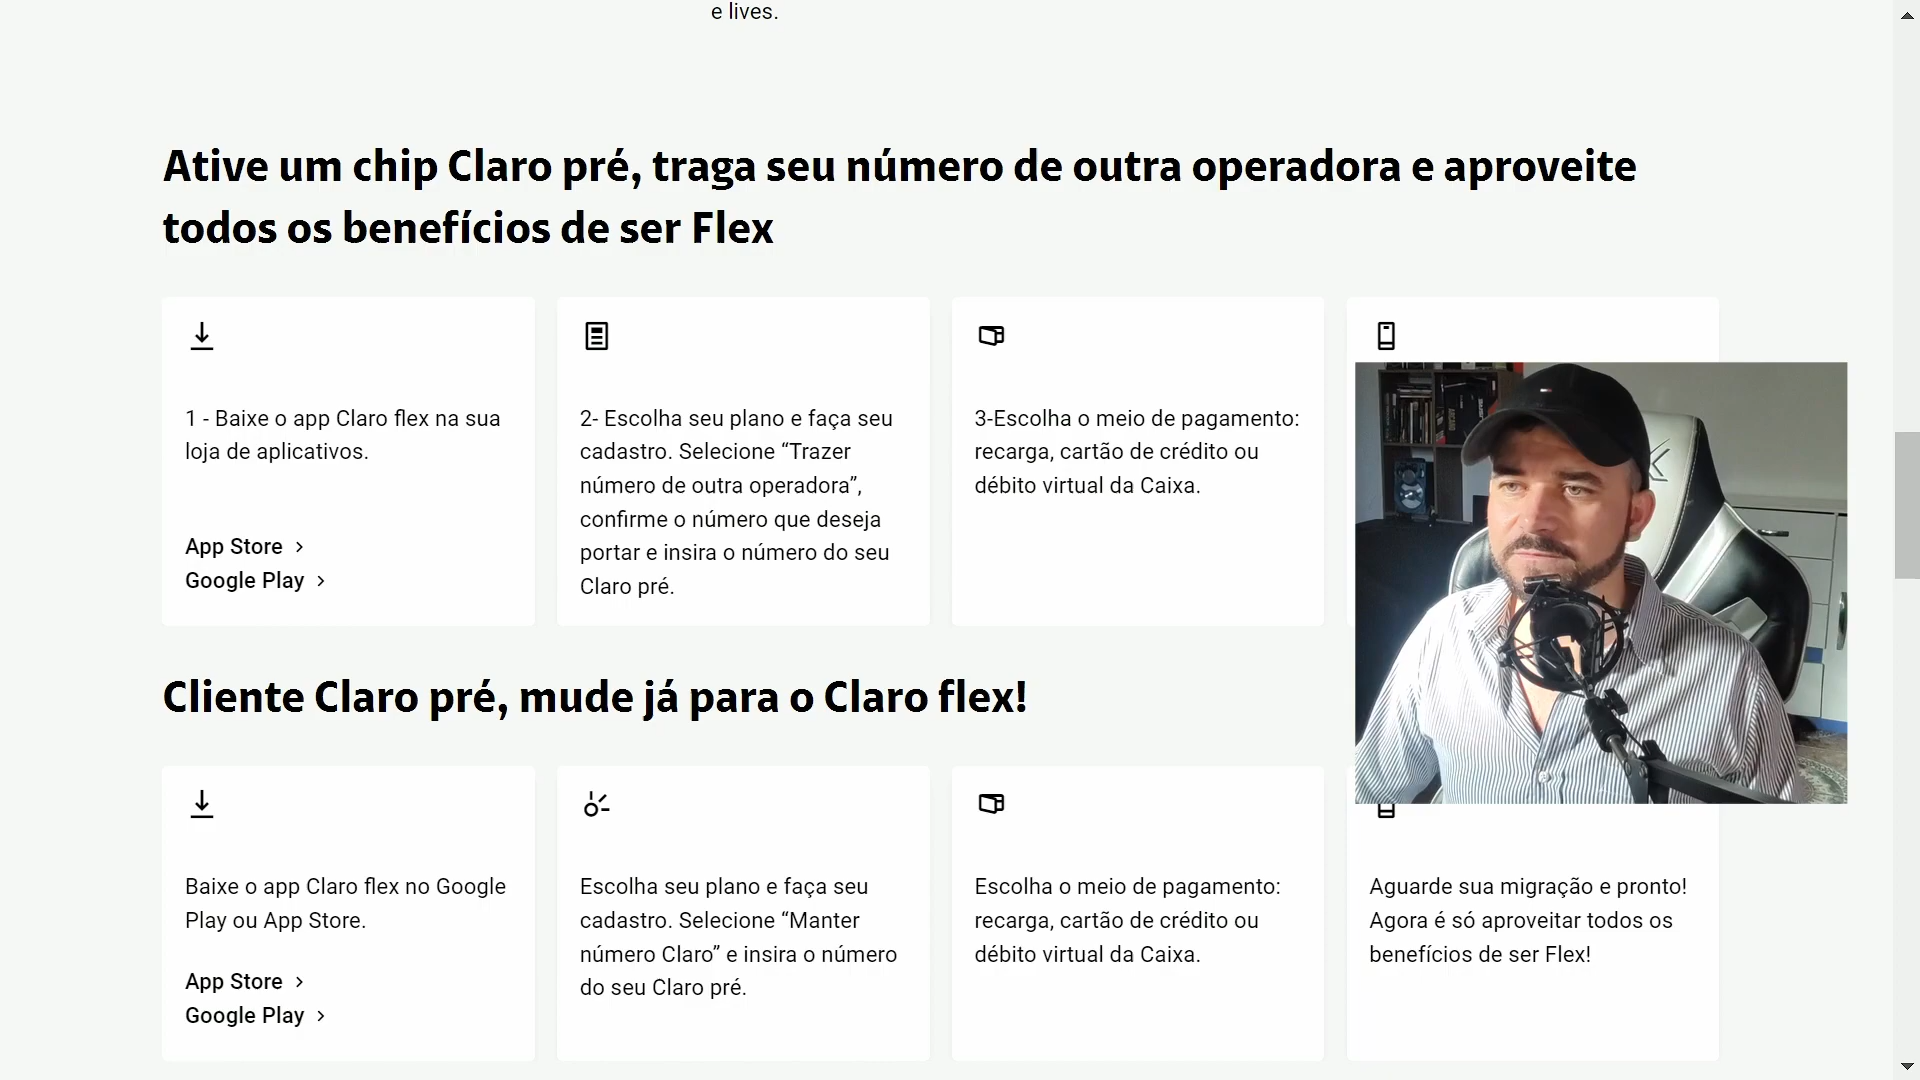 e lives.
Ative um chip Claro pré, traga seu número de outra operadora e aproveite
todos os benefícios de ser Flex
1 - Baixe o app Claro flex na sua
loja de aplicativos.
App Store
Google Play
2- Escolha seu plano e faça seu
cadastro. Selecione “Trazer
número de outra operadora”,
confirme o número que deseja
portar e insira o número do seu
Claro pré.
3-Escolha o meio de pagamento:
recarga, cartão de crédito ou
débito virtual da Caixa.
Cliente Claro pré, mude já para o Claro flex!
Baixe o app Claro flex no Google
Play ou App Store.
App Store
Google Play
Escolha seu plano e faça seu
cadastro. Selecione “Manter
número Claro” e insira o número
do seu Claro pré.
Escolha o meio de pagamento:
recarga, cartão de crédito ou
débito virtual da Caixa.
Aguarde sua migração e pronto!
Agora é só aproveitar todos os
benefícios de ser Flex!